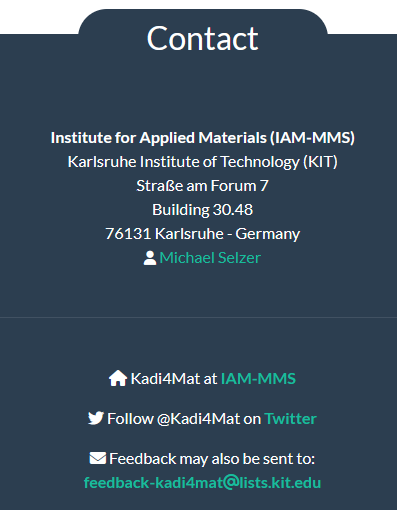 Contact
Institute for Applied Materials (IAM-MMS)
Karlsruhe Institute of Technology (KIT)
Straße am Forum 7
Building 30.48
76131 Karlsruhe - Germany
Michael Selzer
Kadi4Mat at IAM-MMS
Follow @Kadi4Mat on Twitter
Feedback may also be sent to:
feedback-kadi4mat@lists.kit.edu